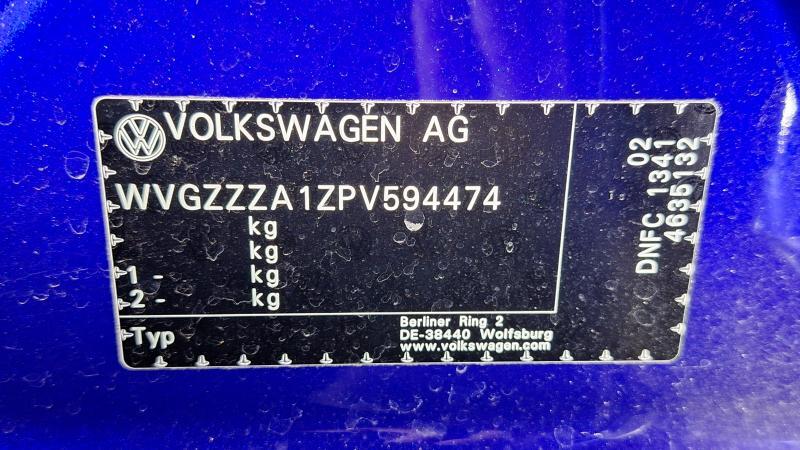 VOLKSWAGEN AG
WVGZZZA1ZPV594474
kg
kg
1 - kg
2 - kg
Typ
Berliner Ring 2
DE-38440 Wolfsburg
www.volkswagen.com
02
DNFC 1341
4635132